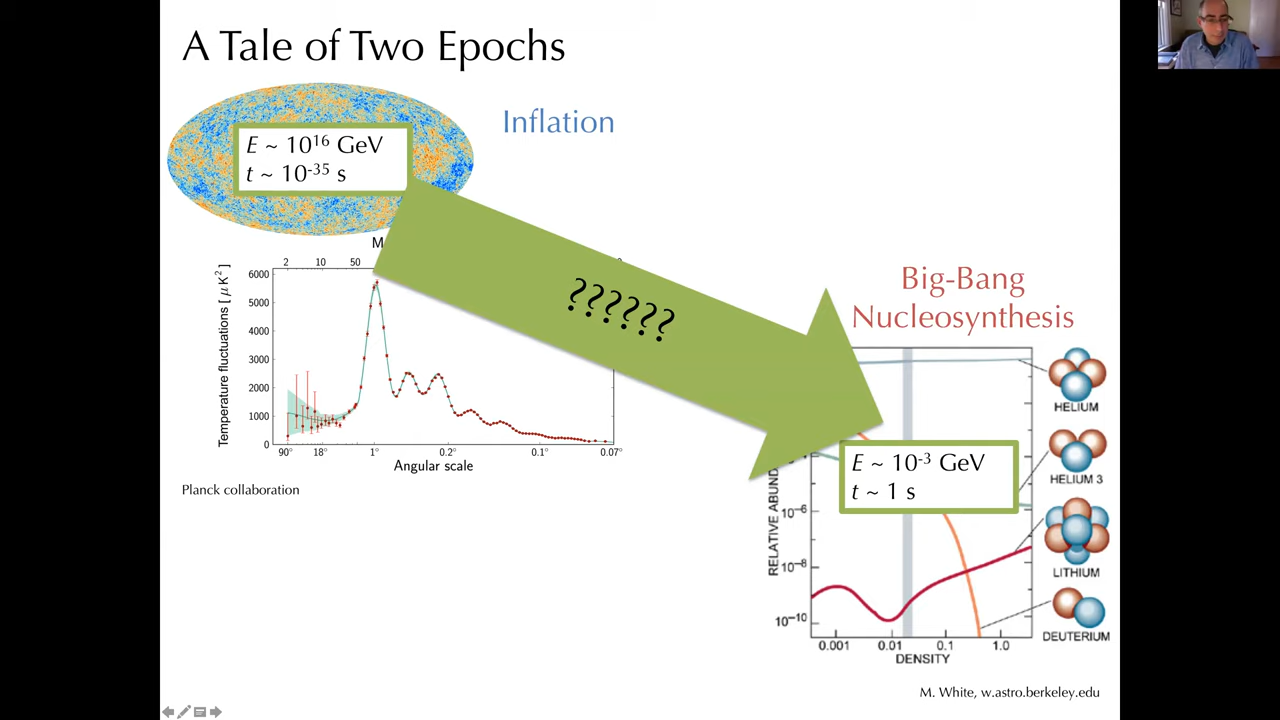 A Tale of Two Epochs
Inflation
E ~ 10¹⁶ GeV
t ~ 10⁻³⁵ s
M
2 10 50
Temperature fluctuations [ μ K² ]
6000
5000
4000
3000
2000
1000
0
90° 18° 1° 0.2° 0.1° 0.07°
Angular scale
Planck collaboration
??????
Big-Bang
Nucleosynthesis
E ~ 10⁻³ GeV
t ~ 1 s
RELATIVE ABUND
10⁻⁶
10⁻⁸
10⁻¹⁰
0.001 0.01 0.1 1.0
DENSITY
HELIUM
HELIUM 3
LITHIUM
DEUTERIUM
M. White, w.astro.berkeley.edu